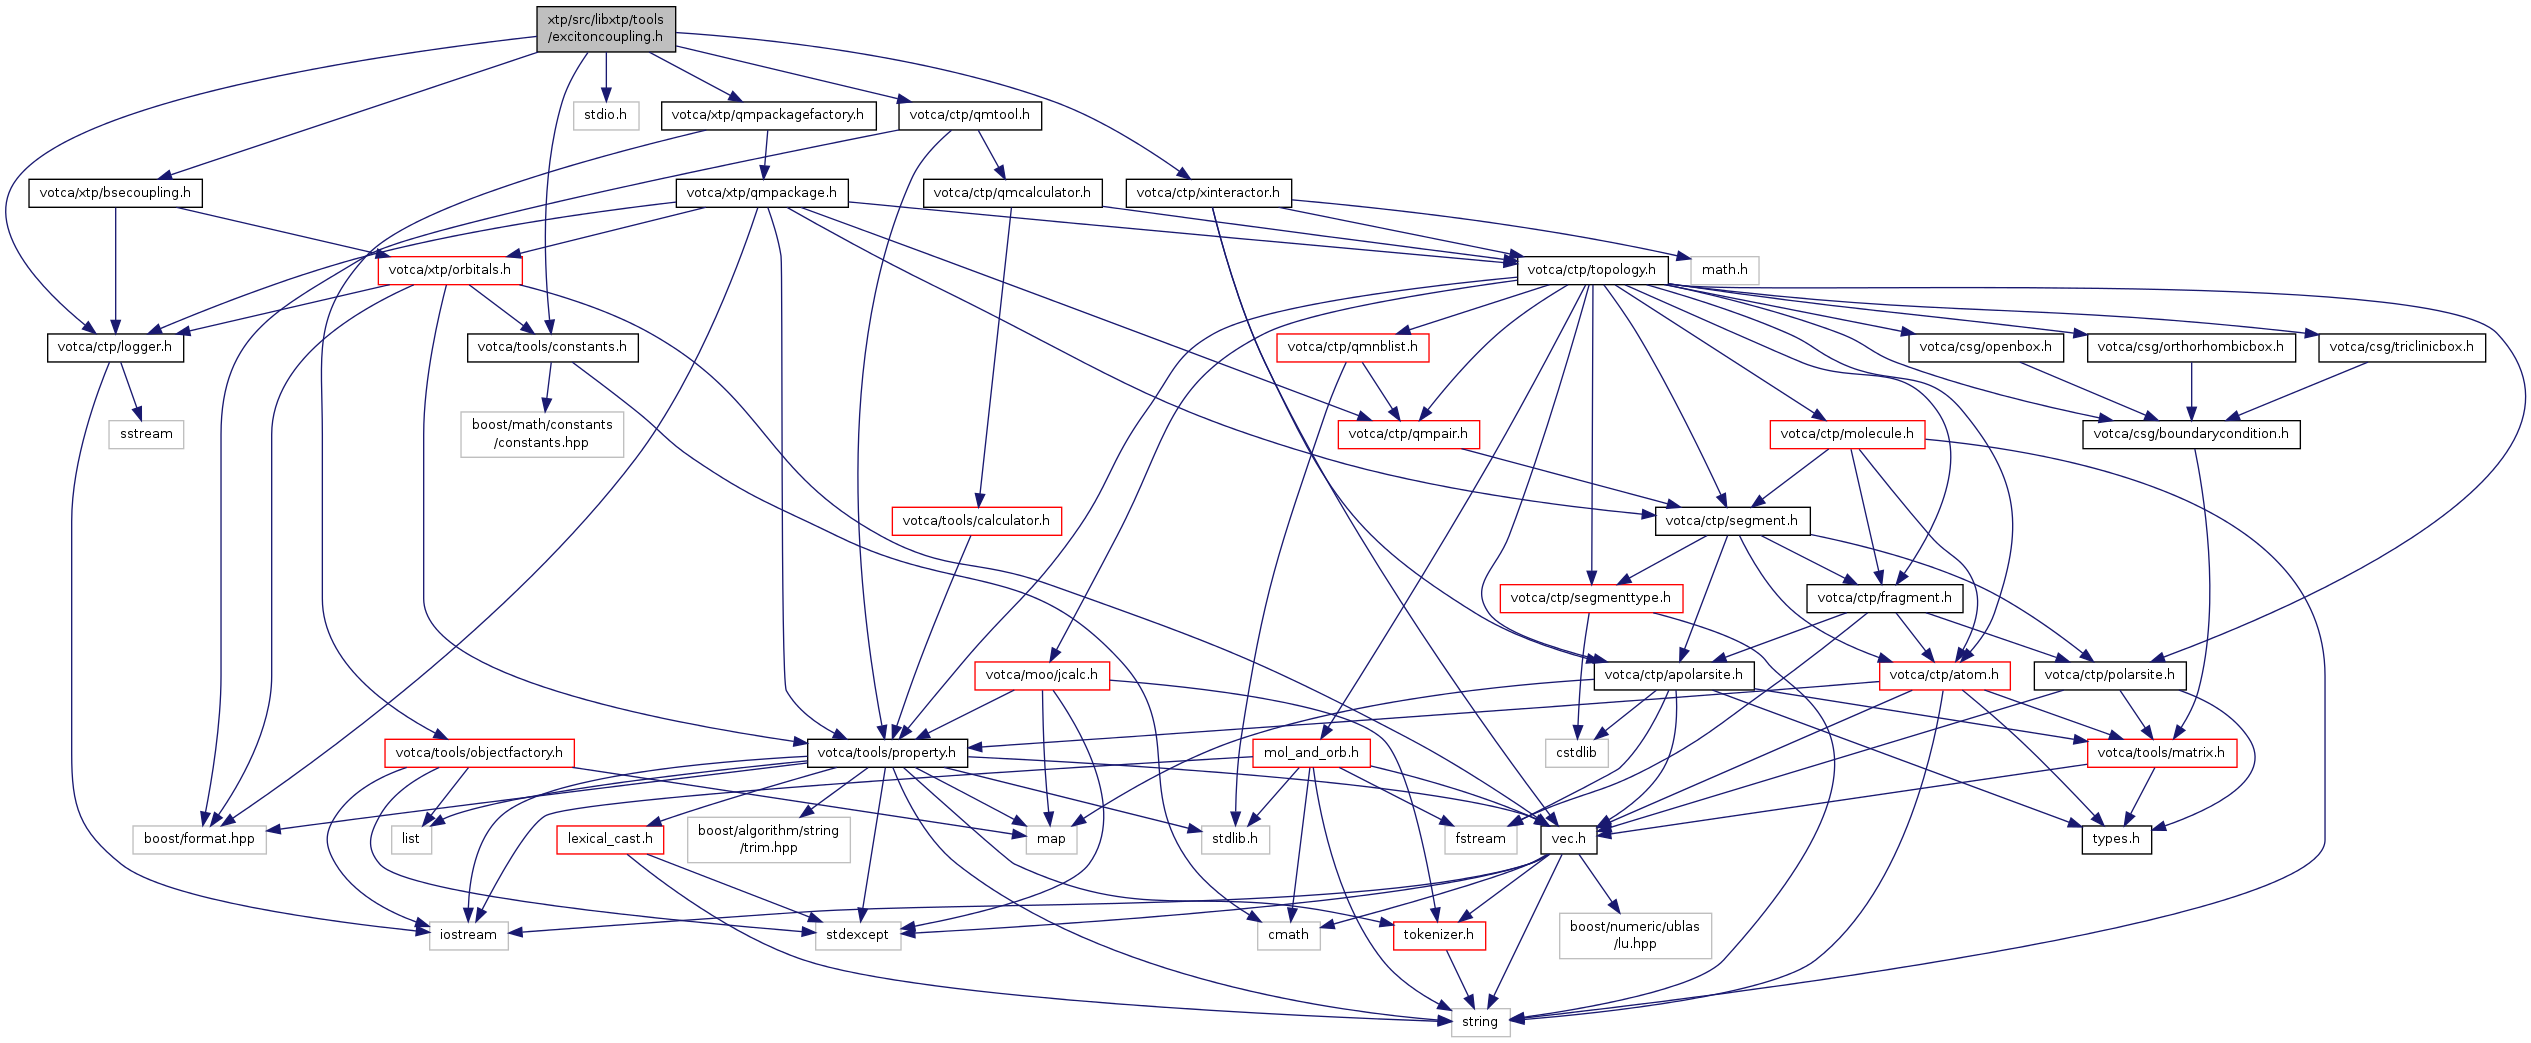 xtp/src/libxtp/tools
/excitoncoupling.h
stdio.h
votca/xtp/qmpackagefactory.h
votca/ctp/qmtool.h
votca/xtp/bsecoupling.h
votca/xtp/qmpackage.h
votca/ctp/qmcalculator.h
votca/ctp/xinteractor.h
votca/xtp/orbitals.h
votca/ctp/topology.h
math.h
votca/ctp/logger.h
votca/tools/constants.h
votca/ctp/qmnblist.h
votca/csg/openbox.h
votca/csg/orthorhombicbox.h
votca/csg/triclinicbox.h
sstream
boost/math/constants
/constants.hpp
votca/ctp/qmpair.h
votca/ctp/molecule.h
votca/csg/boundarycondition.h
votca/tools/calculator.h
votca/ctp/segment.h
votca/ctp/segmenttype.h
votca/ctp/fragment.h
votca/moo/jcalc.h
votca/ctp/apolarsite.h
votca/ctp/atom.h
votca/ctp/polarsite.h
votca/tools/objectfactory.h
votca/tools/property.h
mol_and_orb.h
cstdlib
votca/tools/matrix.h
boost/format.hpp
list
lexical_cast.h
boost/algorithm/string
/trim.hpp
map
stdlib.h
fstream
vec.h
types.h
iostream
stdexcept
cmath
tokenizer.h
boost/numeric/ublas
/lu.hpp
string